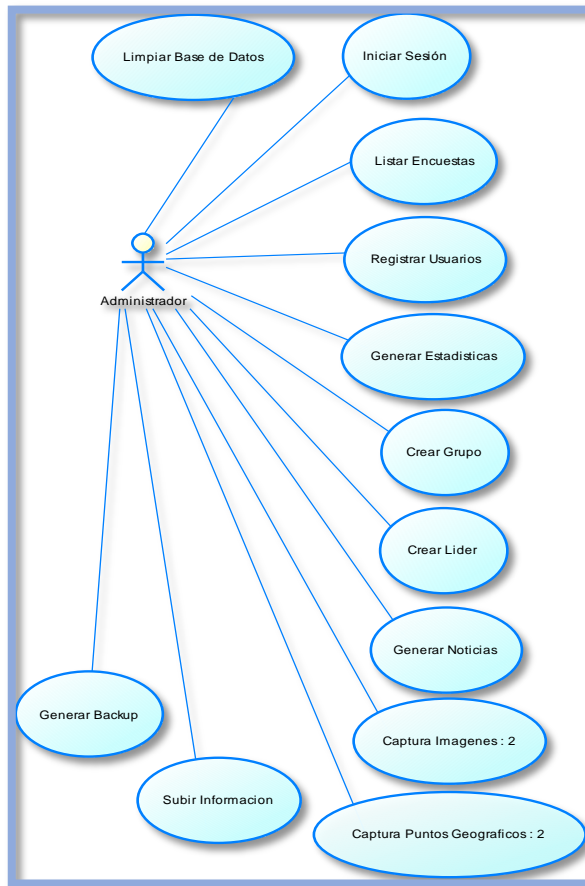 Limpiar Base de Datos
Iniciar Sesión
Listar Encuestas
Registrar Usuarios
Administrador
Generar Estadisticas
Crear Grupo
Crear Lider
Generar Noticias
Generar Backup
Captura Imagenes : 2
Subir Informacion
Captura Puntos Geograficos : 2